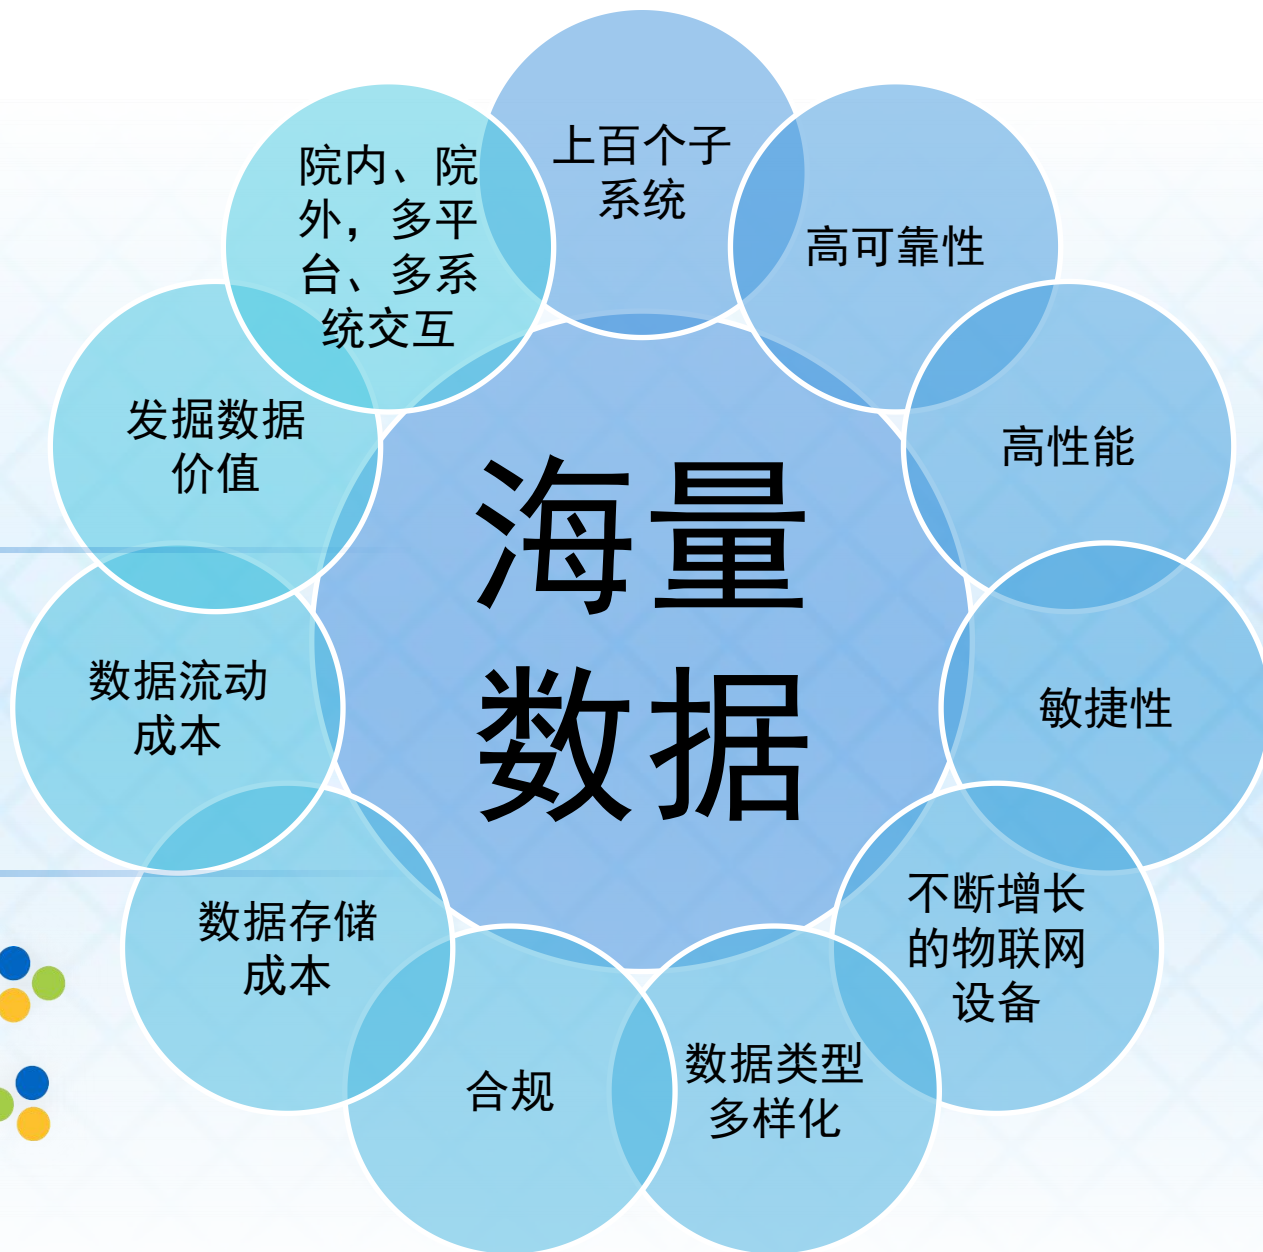 上百个子
系统
高可靠性
高性能
敏捷性
不断增长
的物联网
设备
数据类型
多样化
合规
数据存储
成本
数据流动
成本
发掘数据
价值
院内、院
外，多平
台、多系
统交互
海量
数据